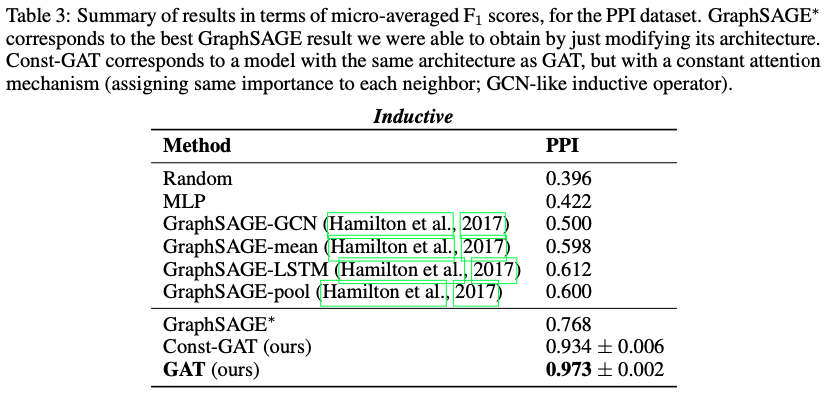 Table 3: Summary of results in terms of micro-averaged F₁ scores, for the PPI dataset. GraphSAGE*
corresponds to the best GraphSAGE result we were able to obtain by just modifying its architecture.
Const-GAT corresponds to a model with the same architecture as GAT, but with a constant attention
mechanism (assigning same importance to each neighbor; GCN-like inductive operator).
Inductive
Method PPI
Random 0.396
MLP 0.422
GraphSAGE-GCN (Hamilton et al., 2017) 0.500
GraphSAGE-mean (Hamilton et al., 2017) 0.598
GraphSAGE-LSTM (Hamilton et al., 2017) 0.612
GraphSAGE-pool (Hamilton et al., 2017) 0.600
GraphSAGE* 0.768
Const-GAT (ours) 0.934 ± 0.006
GAT (ours) 0.973 ± 0.002